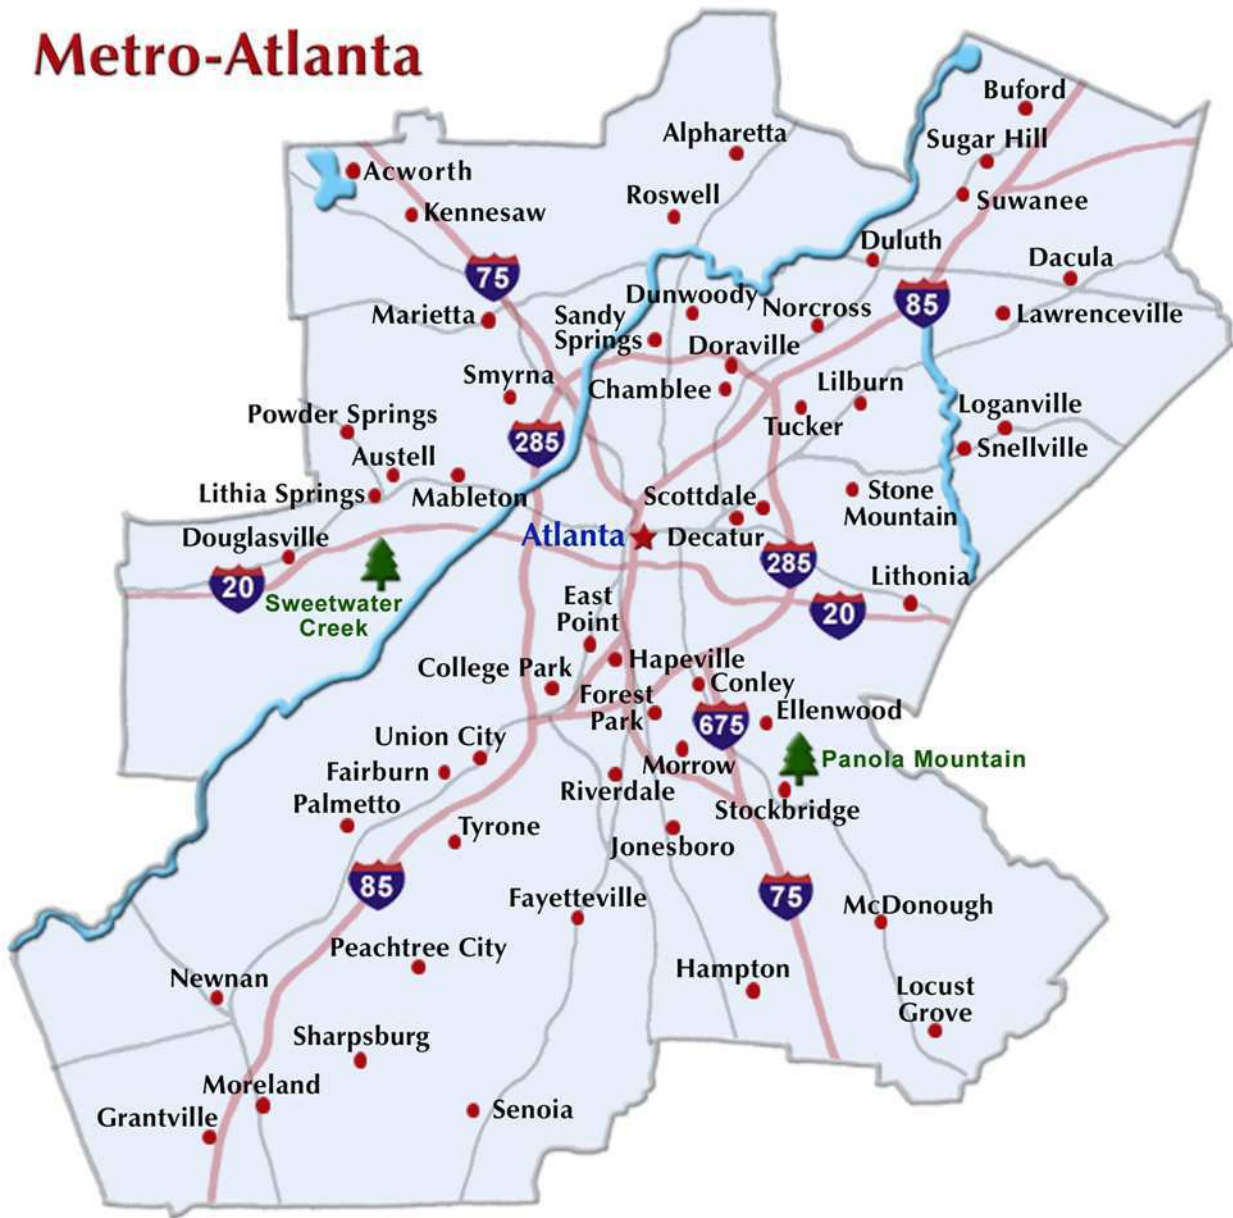 Metro-Atlanta
Buford
Alpharetta
Sugar Hill
Acworth
Roswell
Suwanee
Kennesaw
Duluth
Dacula
75
Dunwoody
85
Marietta
Sandy
Springs
Norcross
Lawrenceville
Doraville
Smyrna
Chamblee
Lilburn
Powder Springs
Tucker
Loganville
285
Austell
Snellville
Lithia Springs
Mableton
Scottdale
Stone
Mountain
Douglasville
Atlanta
Decatur
285
20
Lithonia
Sweetwater
Creek
East
Point
20
College Park
Hapeville
Conley
Forest
Park
675
Ellenwood
Union City
Panola Mountain
Fairburn
Morrow
Riverdale
Palmetto
Stockbridge
Tyrone
Jonesboro
85
75
Fayetteville
McDonough
Peachtree City
Newnan
Hampton
Locust
Grove
Sharpsburg
Moreland
Grantville
Senoia